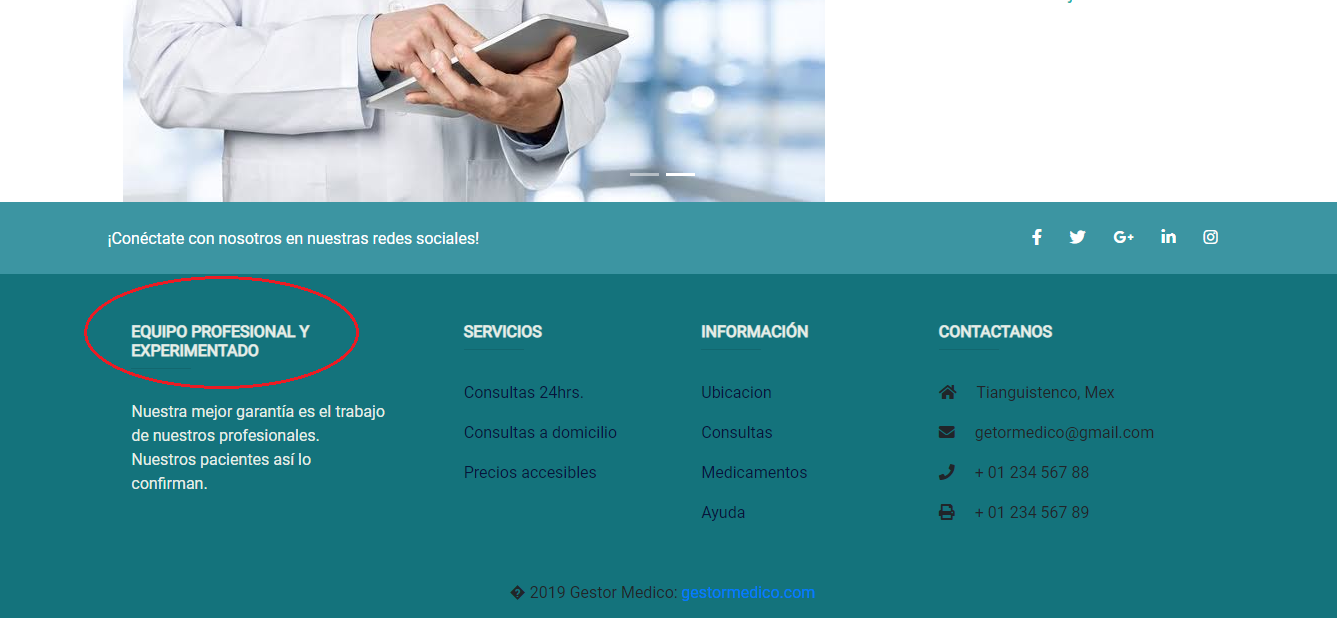 ¡Conéctate con nosotros en nuestras redes sociales!
EQUIPO PROFESIONAL Y
EXPERIMENTADO
Nuestra mejor garantía es el trabajo
de nuestros profesionales.
Nuestros pacientes así lo
confirman.
SERVICIOS
Consultas 24hrs.
Consultas a domicilio
Precios accesibles
INFORMACIÓN
Ubicacion
Consultas
Medicamentos
Ayuda
CONTACTANOS
Tianguistenco, Mex
getormedico@gmail.com
+ 01 234 567 88
+ 01 234 567 89
� 2019 Gestor Medico: gestormedico.com